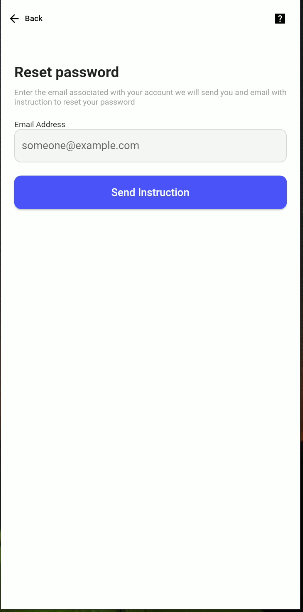 Back
?
Reset password
Enter the email associated with your account we will send you and email with
instruction to reset your password
Email Address
someone@example.com
Send Instruction